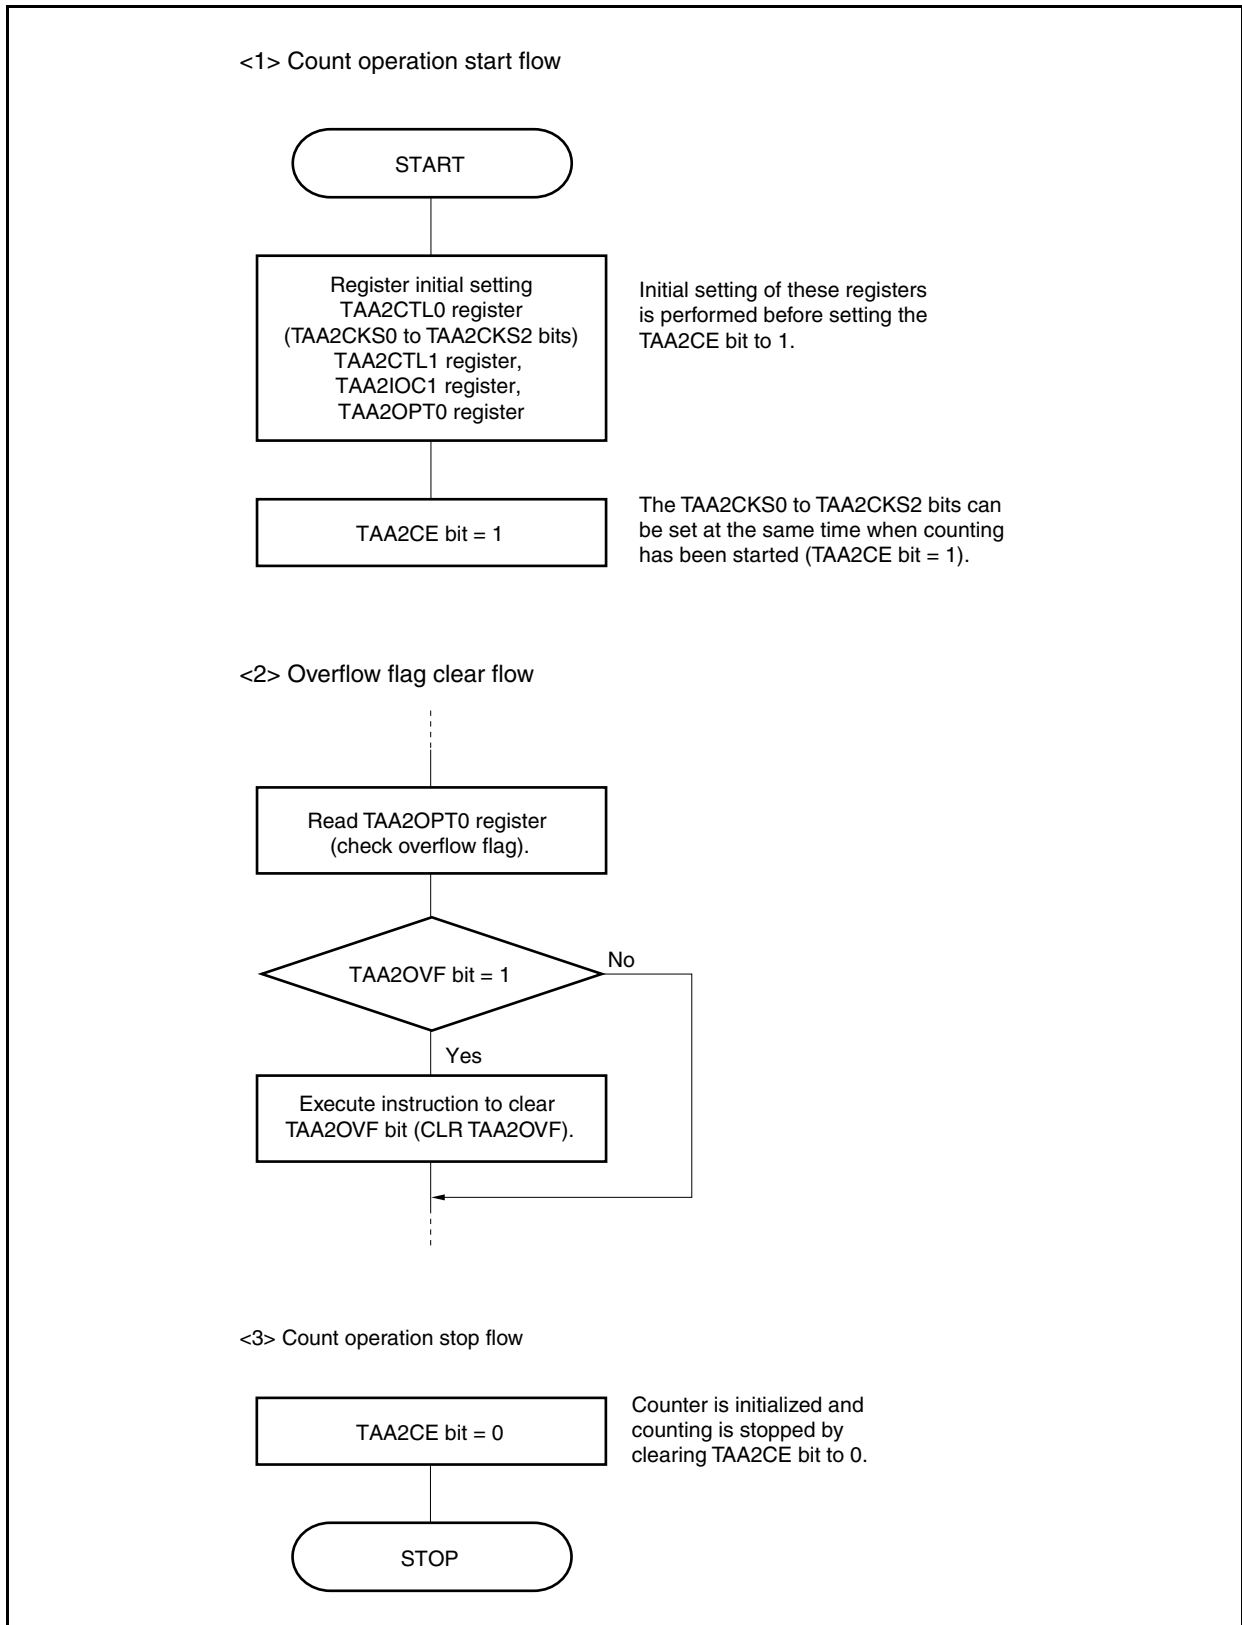 <1> Count operation start flow
START
Register initial setting
TAA2CTL0 register
(TAA2CKS0 to TAA2CKS2 bits)
TAA2CTL1 register,
TAA2IOC1 register,
TAA2OPT0 register
Initial setting of these registers
is performed before setting the
TAA2CE bit to 1.
TAA2CE bit = 1
The TAA2CKS0 to TAA2CKS2 bits can
be set at the same time when counting
has been started (TAA2CE bit = 1).
<2> Overflow flag clear flow
Read TAA2OPT0 register
(check overflow flag).
TAA2OVF bit = 1
No
Yes
Execute instruction to clear
TAA2OVF bit (CLR TAA2OVF).
<3> Count operation stop flow
TAA2CE bit = 0
Counter is initialized and
counting is stopped by
clearing TAA2CE bit to 0.
STOP